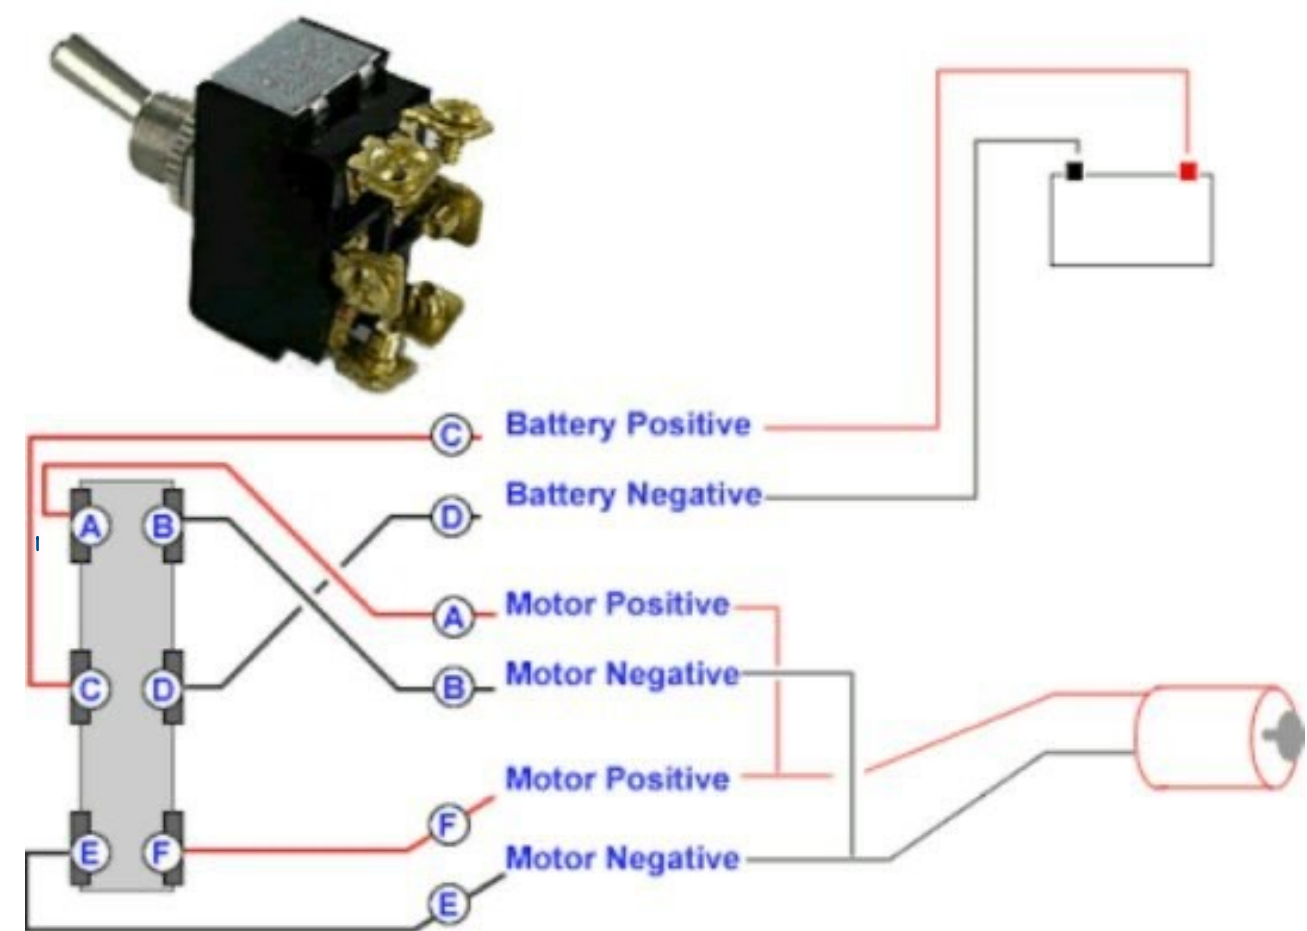 C Battery Positive
D Battery Negative
A B
A Motor Positive
B Motor Negative
C D
Motor Positive
F
E F
Motor Negative
E